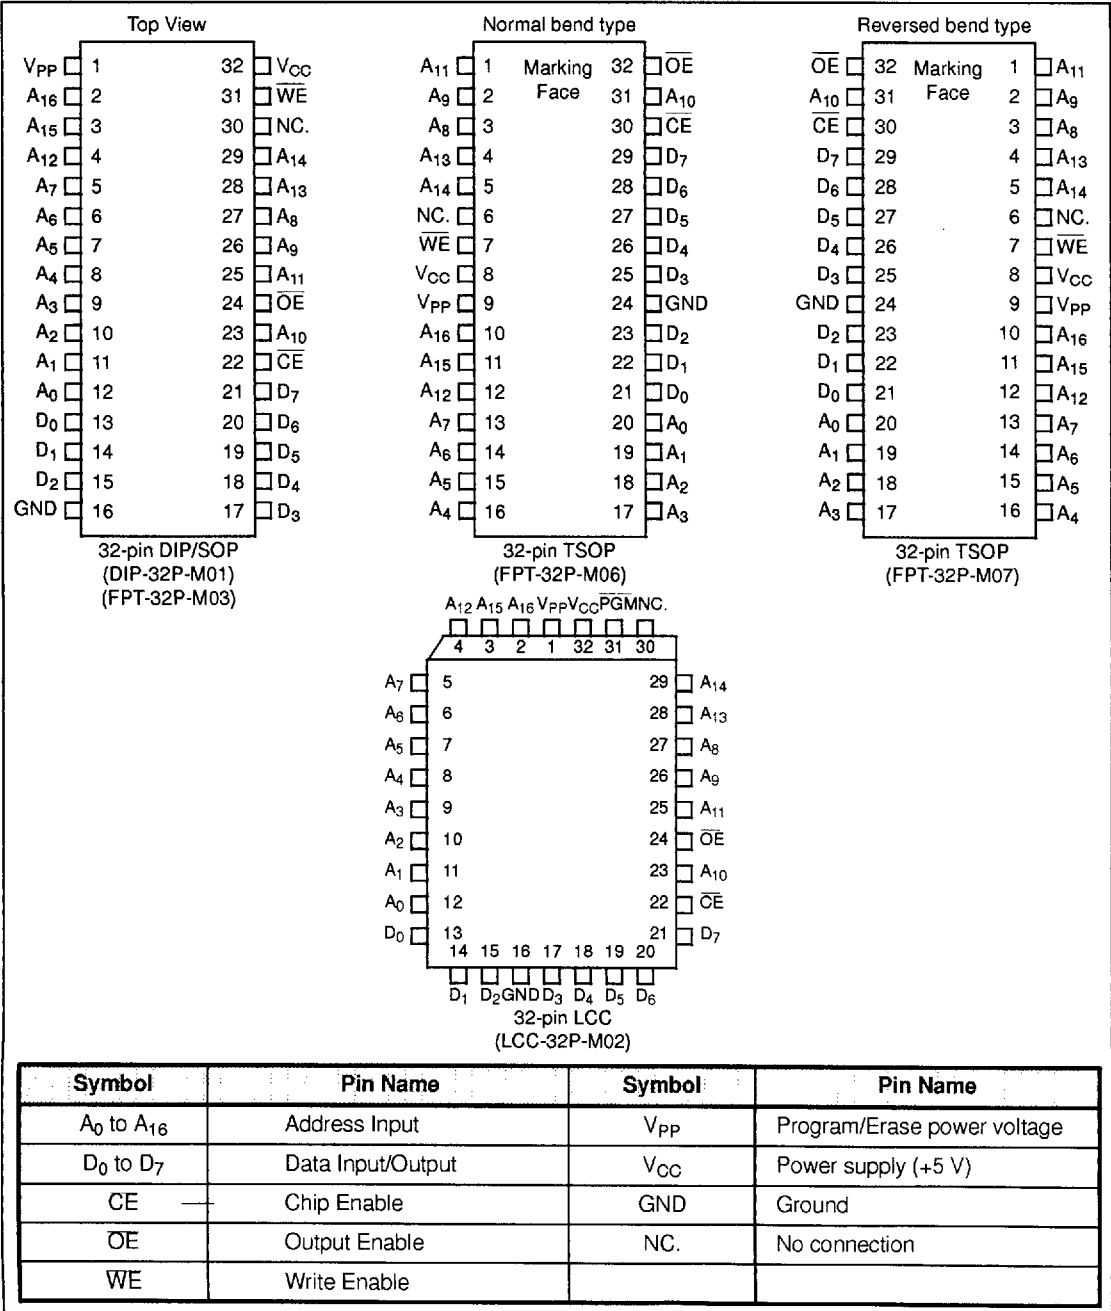 Top View
VPP 1 32 VCC
A16 2 31 W̅E̅
A15 3 30 NC.
A12 4 29 A14
A7 5 28 A13
A6 6 27 A8
A5 7 26 A9
A4 8 25 A11
A3 9 24 O̅E̅
A2 10 23 A10
A1 11 22 C̅E̅
A0 12 21 D7
D0 13 20 D6
D1 14 19 D5
D2 15 18 D4
GND 16 17 D3
32-pin DIP/SOP
(DIP-32P-M01)
(FPT-32P-M03)
Normal bend type
A11 1 Marking 32 O̅E̅
A9 2 Face 31 A10
A8 3 30 C̅E̅
A13 4 29 D7
A14 5 28 D6
NC. 6 27 D5
W̅E̅ 7 26 D4
VCC 8 25 D3
VPP 9 24 GND
A16 10 23 D2
A15 11 22 D1
A12 12 21 D0
A7 13 20 A0
A6 14 19 A1
A5 15 18 A2
A4 16 17 A3
32-pin TSOP
(FPT-32P-M06)
Reversed bend type
O̅E̅ 32 Marking 1 A11
A10 31 Face 2 A9
C̅E̅ 30 3 A8
D7 29 4 A13
D6 28 5 A14
D5 27 6 NC.
D4 26 7 W̅E̅
D3 25 8 VCC
GND 24 9 VPP
D2 23 10 A16
D1 22 11 A15
D0 21 12 A12
A0 20 13 A7
A1 19 14 A6
A2 18 15 A5
A3 17 16 A4
32-pin TSOP
(FPT-32P-M07)
A12 A15 A16 VPP VCC P̅G̅M̅ NC.
4 3 2 1 32 31 30
A7 5 29 A14
A6 6 28 A13
A5 7 27 A8
A4 8 26 A9
A3 9 25 A11
A2 10 24 O̅E̅
A1 11 23 A10
A0 12 22 C̅E̅
D0 13 21 D7
14 15 16 17 18 19 20
D1 D2 GND D3 D4 D5 D6
32-pin LCC
(LCC-32P-M02)
Symbol Pin Name Symbol Pin Name
A0 to A16 Address Input VPP Program/Erase power voltage
D0 to D7 Data Input/Output VCC Power supply (+5 V)
C̅E̅ Chip Enable GND Ground
O̅E̅ Output Enable NC. No connection
W̅E̅ Write Enable